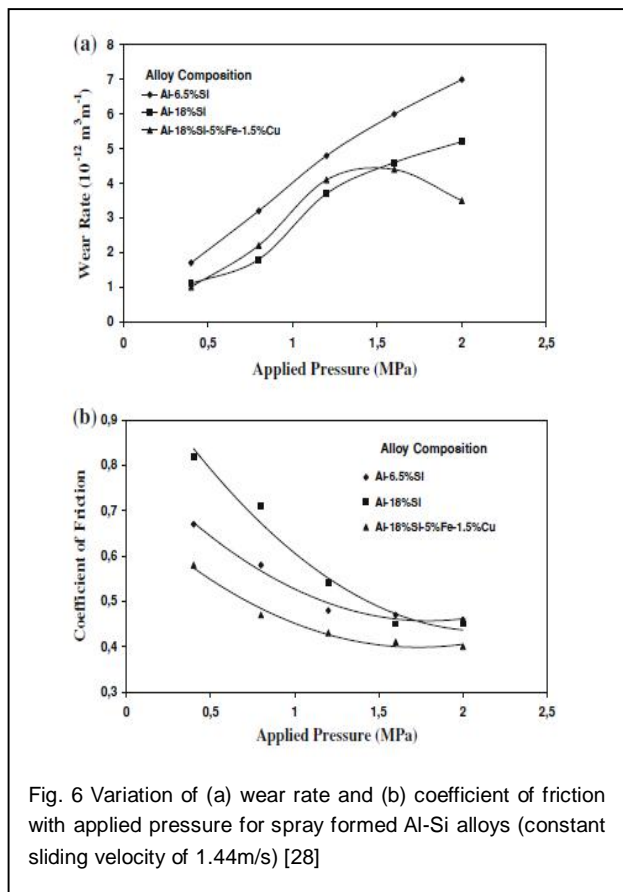 (a)
8
7
6
5
4
3
2
1
0
Wear Rate (10⁻¹² m³m⁻¹)
Alloy Composition
Al-6.5%Si
Al-18%Si
Al-18%Si-5%Fe-1.5%Cu
0
0,5
1
1,5
2
2,5
Applied Pressure (MPa)
(b)
0,9
0,8
0,7
0,6
0,5
0,4
0,3
Coefficient of Friction
Alloy Composition
Al-6.5%Si
Al-18%Si
Al-18%Si-5%Fe-1.5%Cu
0
0,5
1
1,5
2
2,5
Applied Pressure (MPa)
Fig. 6 Variation of (a) wear rate and (b) coefficient of friction
with applied pressure for spray formed Al-Si alloys (constant
sliding velocity of 1.44m/s) [28]